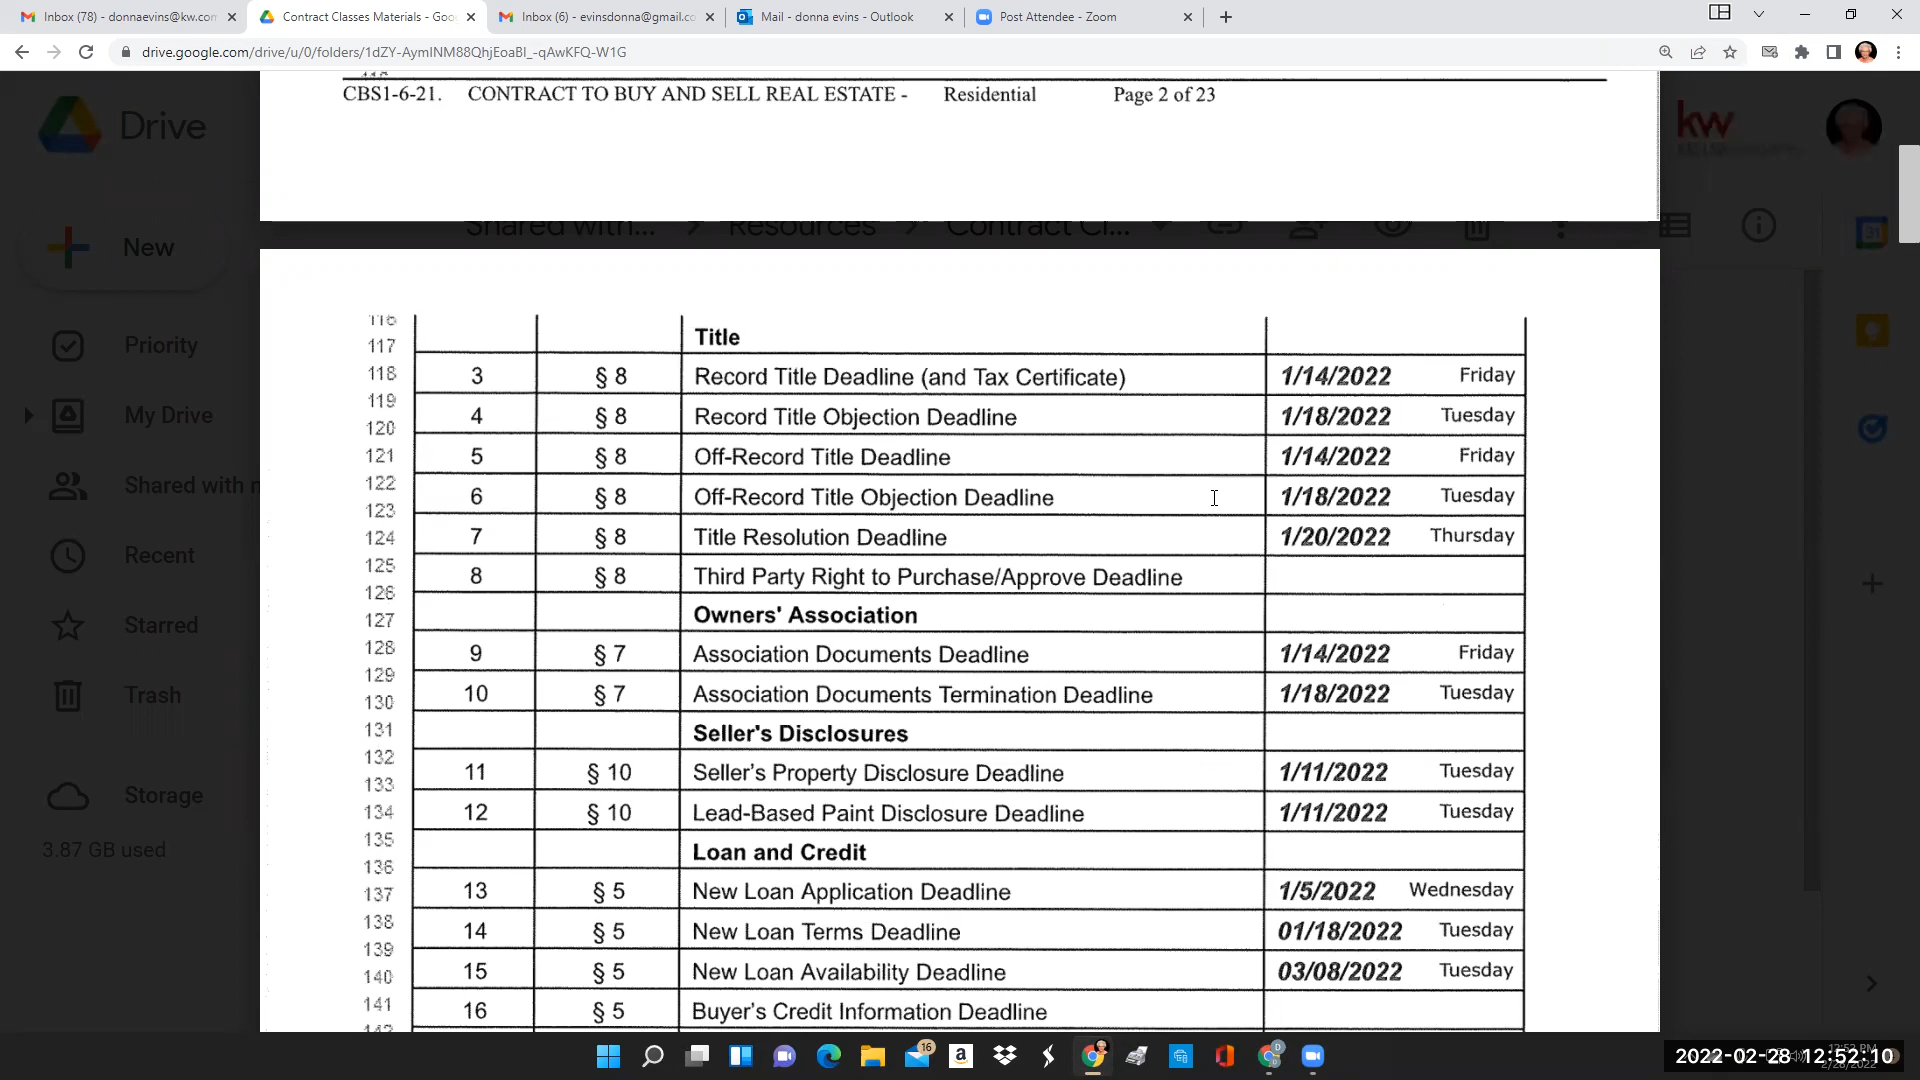 Inbox (78) - donnaevins@kw.com
Contract Classes Materials - Goo
Inbox (6) - evinsdonna@gmail.co
Mail - donna evins - Outlook
Post Attendee - Zoom
drive.google.com/drive/u/0/folders/1dZY-AymINM88QhjEoaBI_-qAwKFQ-W1G
CBS1-6-21. CONTRACT TO BUY AND SELL REAL ESTATE - Residential Page 2 of 23
Drive
kw
Shared with... Resources Contract Cl...
New
Priority
My Drive
Shared with
Recent
Starred
Trash
Storage
3.87 GB used
116
117 Title
118 3 § 8 Record Title Deadline (and Tax Certificate) 1/14/2022 Friday
119
120 4 § 8 Record Title Objection Deadline 1/18/2022 Tuesday
121 5 § 8 Off-Record Title Deadline 1/14/2022 Friday
122
123 6 § 8 Off-Record Title Objection Deadline 1/18/2022 Tuesday
124 7 § 8 Title Resolution Deadline 1/20/2022 Thursday
125
126 8 § 8 Third Party Right to Purchase/Approve Deadline
127 Owners' Association
128 9 § 7 Association Documents Deadline 1/14/2022 Friday
129
130 10 § 7 Association Documents Termination Deadline 1/18/2022 Tuesday
131 Seller's Disclosures
132
133 11 § 10 Seller's Property Disclosure Deadline 1/11/2022 Tuesday
134 12 § 10 Lead-Based Paint Disclosure Deadline 1/11/2022 Tuesday
135
136 Loan and Credit
137 13 § 5 New Loan Application Deadline 1/5/2022 Wednesday
138
139 14 § 5 New Loan Terms Deadline 01/18/2022 Tuesday
140 15 § 5 New Loan Availability Deadline 03/08/2022 Tuesday
141 16 § 5 Buyer's Credit Information Deadline
16
2022-02-28 12:52:10